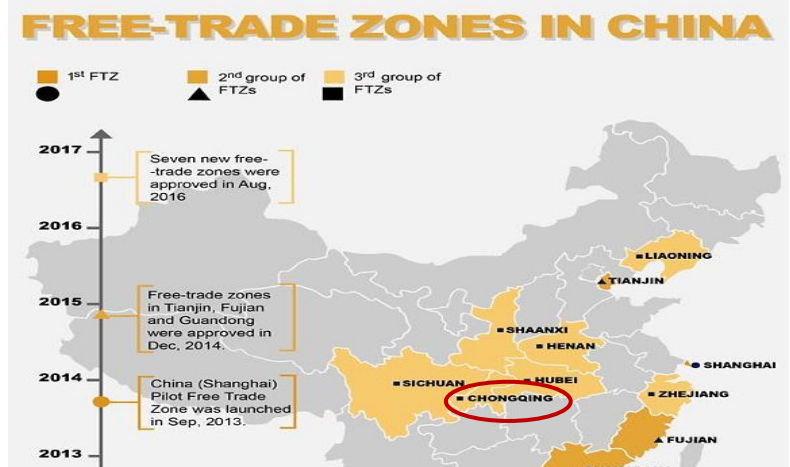 FREE-TRADE ZONES IN CHINA
1st FTZ
2nd group of
FTZs
3rd group of
FTZs
2017
Seven new free-
-trade zones were
approved in Aug,
2016
2016
2015
Free-trade zones
in Tianjin, Fujian
and Guandong
were approved in
Dec, 2014.
2014
China (Shanghai)
Pilot Free Trade
Zone was launched
in Sep, 2013.
2013
LIAONING
TIANJIN
SHAANXI
HENAN
SHANGHAI
SICHUAN
HUBEI
CHONGQING
ZHEJIANG
FUJIAN